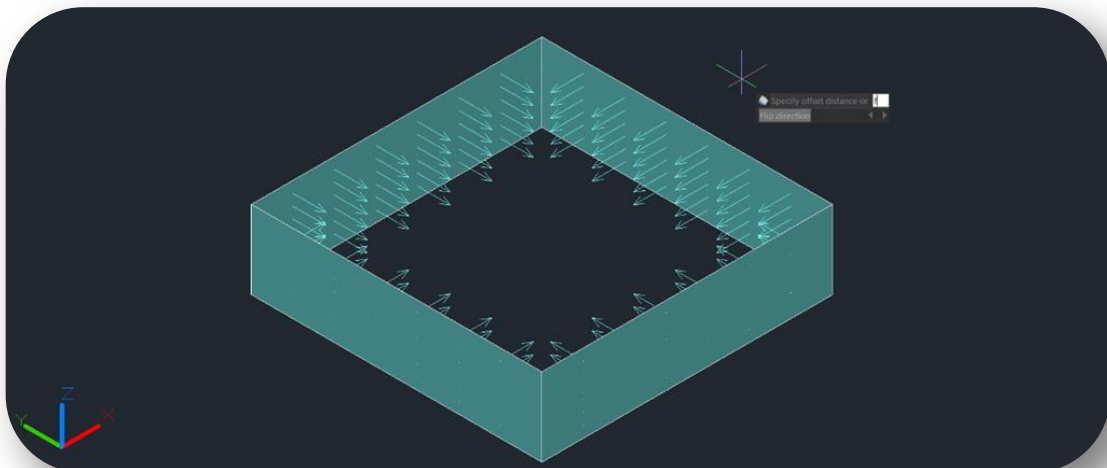 Specify offset distance or f
Flip direction
Z
Y
X